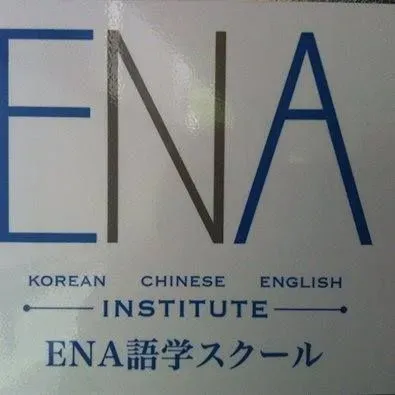 ENA
KOREAN CHINESE ENGLISH
INSTITUTE
ENA語学スクール